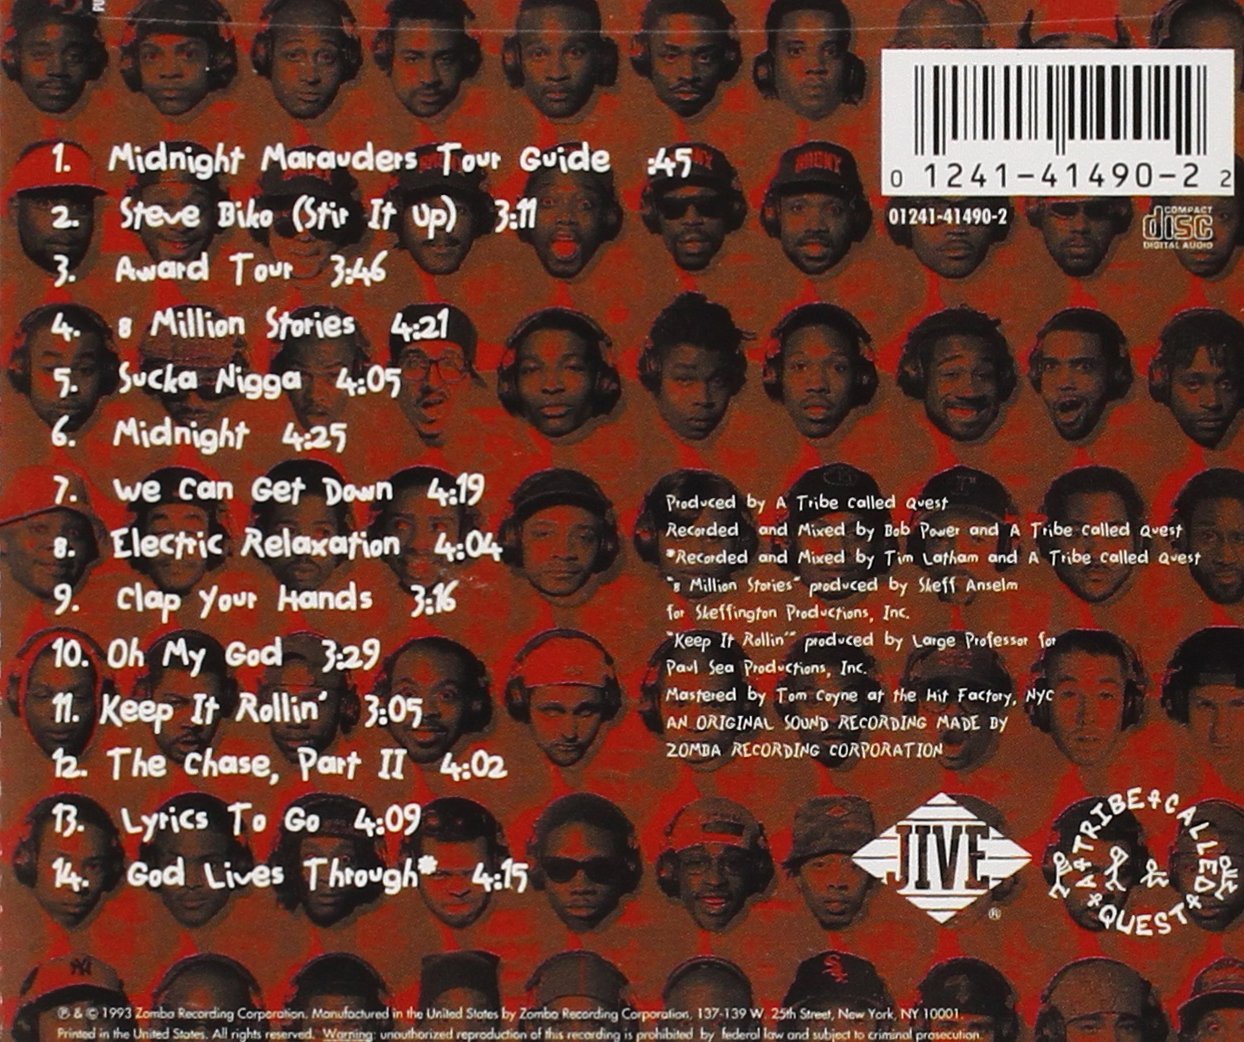 0 1241-41490-2 2
01241-41490-2
COMPACT
disc
DIGITAL AUDIO
1. Midnight Marauders Tour Guide :45
2. Steve Biko (Stir It Up) 3:11
3. Award Tour 3:46
4. 8 Million Stories 4:21
5. Sucka Nigga 4:05
6. Midnight 4:25
7. We Can Get Down 4:19
8. Electric Relaxation 4:04
9. Clap Your Hands 3:16
10. Oh My God 3:29
11. Keep It Rollin' 3:05
12. The Chase, Part II 4:02
13. Lyrics To Go 4:09
14. God Lives Through* 4:15
Produced by A Tribe Called Quest
Recorded and Mixed by Bob Power and A Tribe Called Quest
*Recorded and Mixed by Tim Latham and A Tribe Called Quest
"8 Million Stories" produced by Skeff Anselm
for Skeffington Productions, Inc.
"Keep It Rollin'" produced by Large Professor for
Paul Sea Productions, Inc.
Mastered by Tom Coyne at the Hit Factory, NYC
AN ORIGINAL SOUND RECORDING MADE BY
ZOMBA RECORDING CORPORATION
JIVE
®
A TRIBE CALLED QUEST
℗ & © 1993 Zomba Recording Corporation. Manufactured in the United States by Zomba Recording Corporation, 137-139 W. 25th Street, New York, NY 10001.
Printed in the United States. All rights reserved. Warning: unauthorized reproduction of this recording is prohibited by federal law and subject to criminal prosecution.